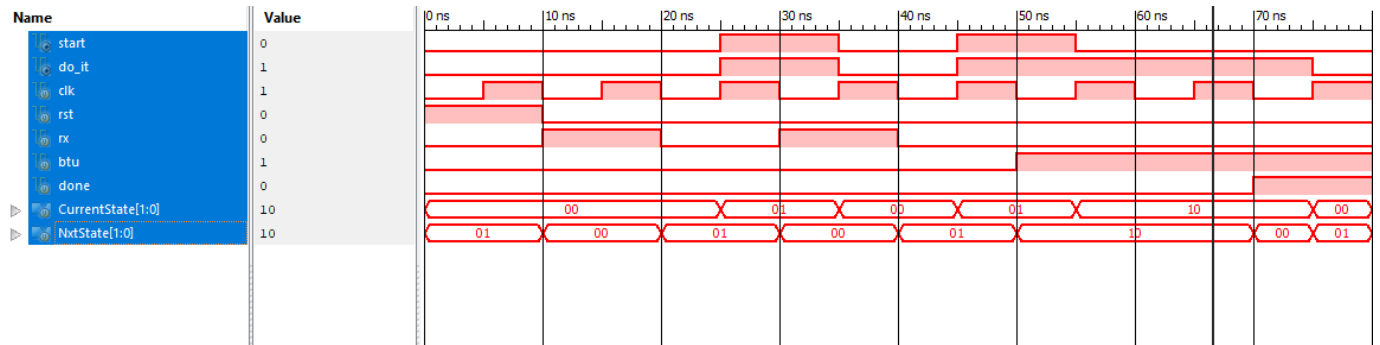 Name Value 0 ns 10 ns 20 ns 30 ns 40 ns 50 ns 60 ns 70 ns
start 0
do_it 1
clk 1
rst 0
rx 0
btu 1
done 0
CurrentState[1:0] 10 00 01 00 01 10 00
NxtState[1:0] 10 01 00 01 00 01 10 00 01